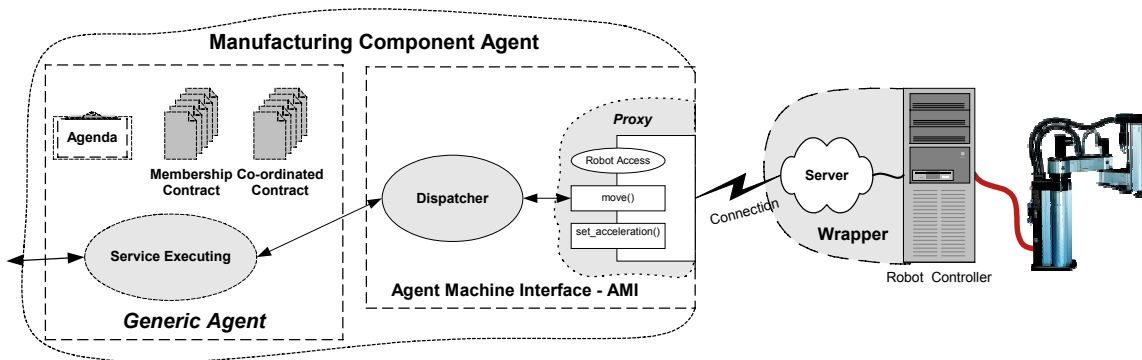 Manufacturing Component Agent
Agenda
Membership Contract
Co-ordinated Contract
Service Executing
Generic Agent
Dispatcher
Proxy
Robot Access
move()
set_acceleration()
Agent Machine Interface - AMI
Connection
Server
Wrapper
Robot Controller